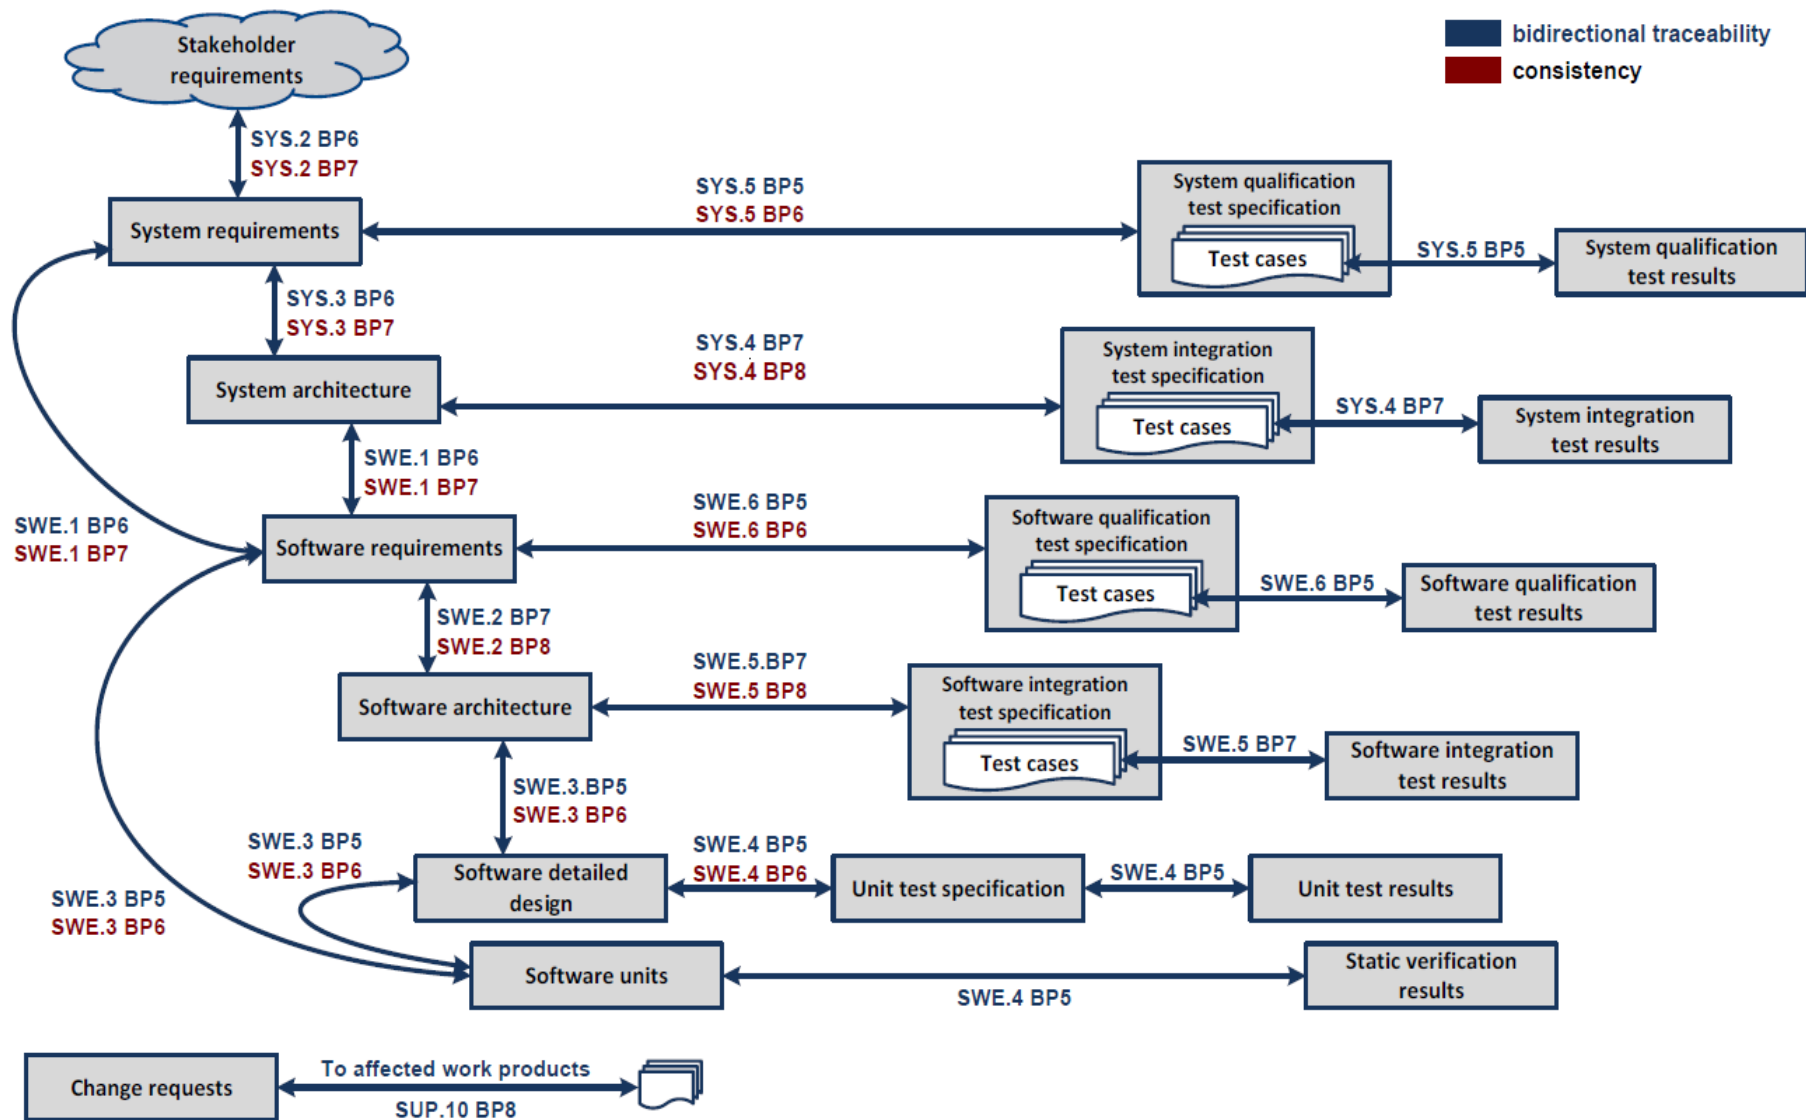 Stakeholder
requirements
bidirectional traceability
consistency
SYS.2 BP6
SYS.2 BP7
System requirements
SYS.5 BP5
SYS.5 BP6
System qualification
test specification
Test cases
SYS.5 BP5
System qualification
test results
SYS.3 BP6
SYS.3 BP7
System architecture
SYS.4 BP7
SYS.4 BP8
System integration
test specification
Test cases
SYS.4 BP7
System integration
test results
SWE.1 BP6
SWE.1 BP7
SWE.1 BP6
SWE.1 BP7
Software requirements
SWE.6 BP5
SWE.6 BP6
Software qualification
test specification
Test cases
SWE.6 BP5
Software qualification
test results
SWE.2 BP7
SWE.2 BP8
Software architecture
SWE.5.BP7
SWE.5 BP8
Software integration
test specification
Test cases
SWE.5 BP7
Software integration
test results
SWE.3.BP5
SWE.3 BP6
SWE.3 BP5
SWE.3 BP6
SWE.3 BP5
SWE.3 BP6
Software detailed
design
SWE.4 BP5
SWE.4 BP6
Unit test specification
SWE.4 BP5
Unit test results
Software units
SWE.4 BP5
Static verification
results
Change requests
To affected work products
SUP.10 BP8